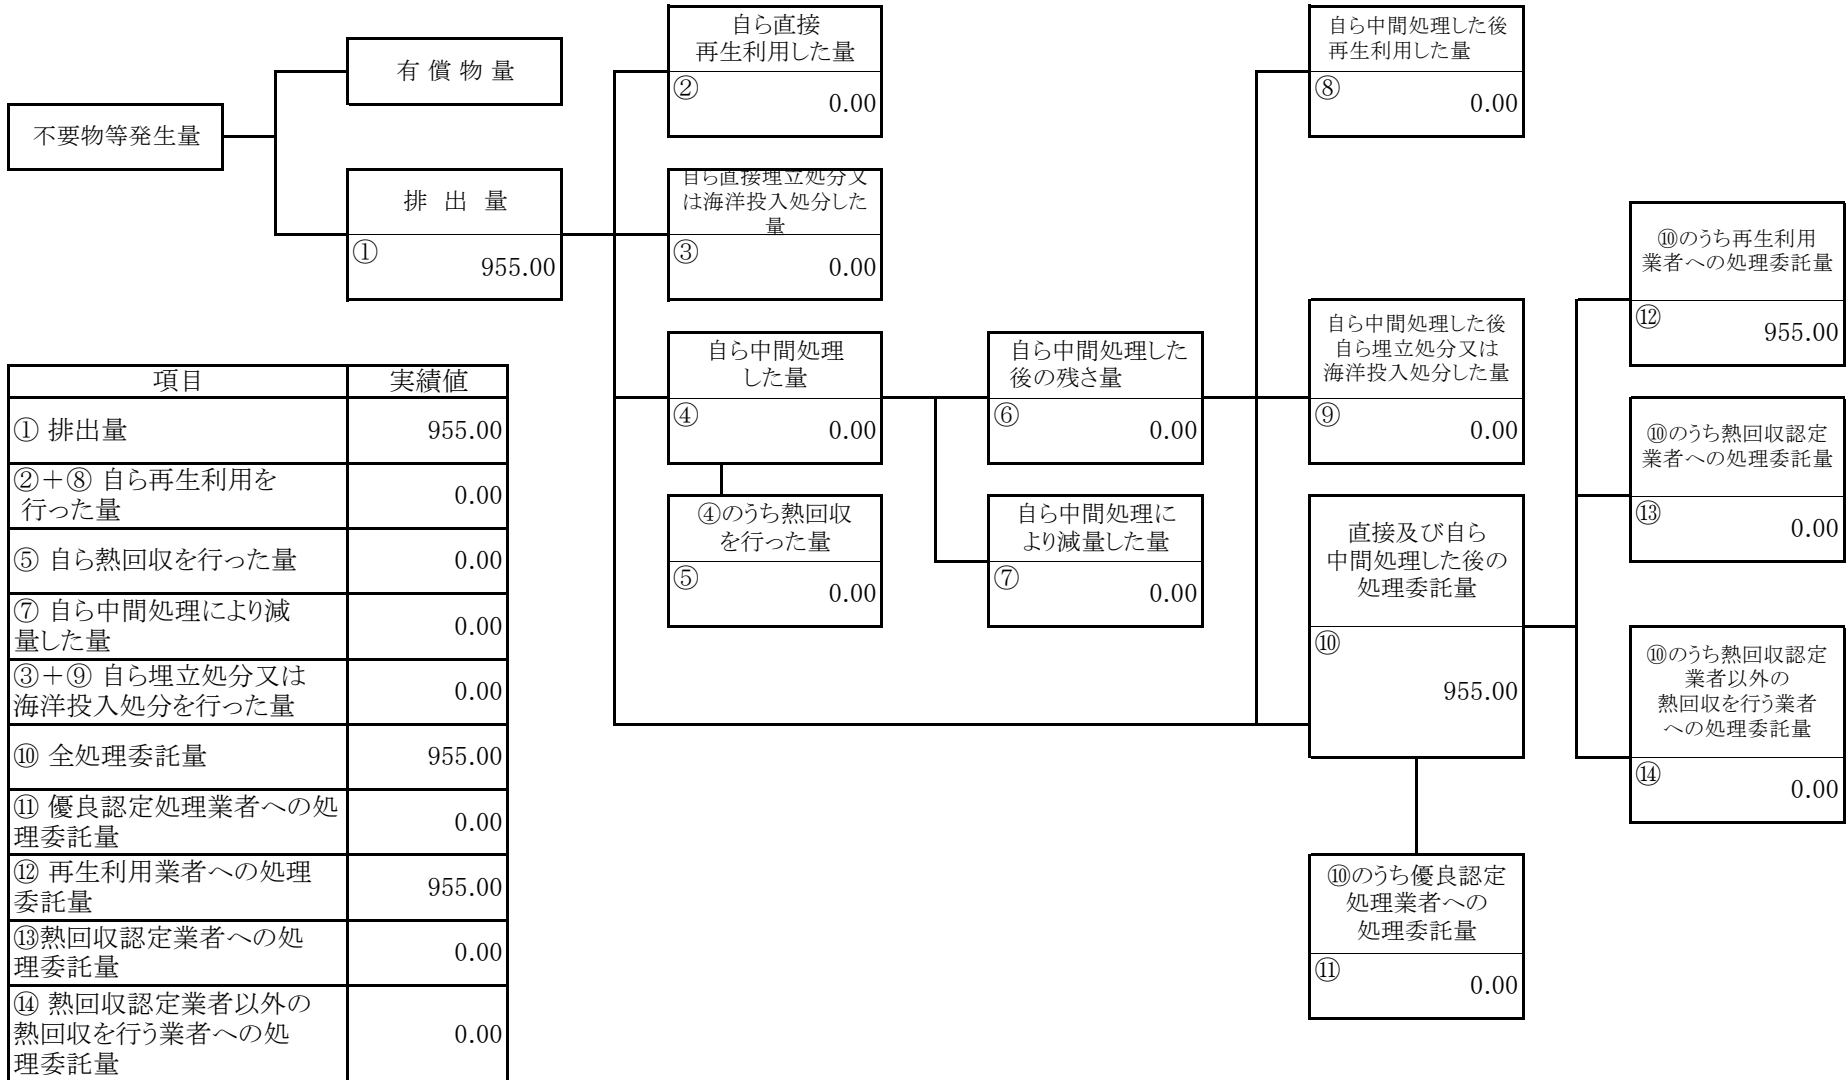 自ら直接
再生利用した量
②
0.00
自ら中間処理した後
再生利用した量
⑧
0.00
有 償 物 量
不要物等発生量
排 出 量
①
955.00
自ら直接埋立処分又
は海洋投入処分した
量
③
0.00
⑩のうち再生利用
業者への処理委託量
⑫
955.00
自ら中間処理
した量
④
0.00
自ら中間処理した
後の残さ量
⑥
0.00
自ら中間処理した後
自ら埋立処分又は
海洋投入処分した量
⑨
0.00
⑩のうち熱回収認定
業者への処理委託量
⑬
0.00
④のうち熱回収
を行った量
⑤
0.00
自ら中間処理に
より減量した量
⑦
0.00
直接及び自ら
中間処理した後の
処理委託量
⑩
955.00
⑩のうち熱回収認定
業者以外の
熱回収を行う業者
への処理委託量
⑭
0.00
⑩のうち優良認定
処理業者への
処理委託量
⑪
0.00
項目 実績値
① 排出量 955.00
②＋⑧ 自ら再生利用を
行った量
0.00
⑤ 自ら熱回収を行った量 0.00
⑦ 自ら中間処理により減
量した量
0.00
③＋⑨ 自ら埋立処分又は
海洋投入処分を行った量
0.00
⑩ 全処理委託量 955.00
⑪ 優良認定処理業者への処
理委託量
0.00
⑫ 再生利用業者への処理
委託量
955.00
⑬熱回収認定業者への処
理委託量
0.00
⑭ 熱回収認定業者以外の
熱回収を行う業者への処
理委託量
0.00